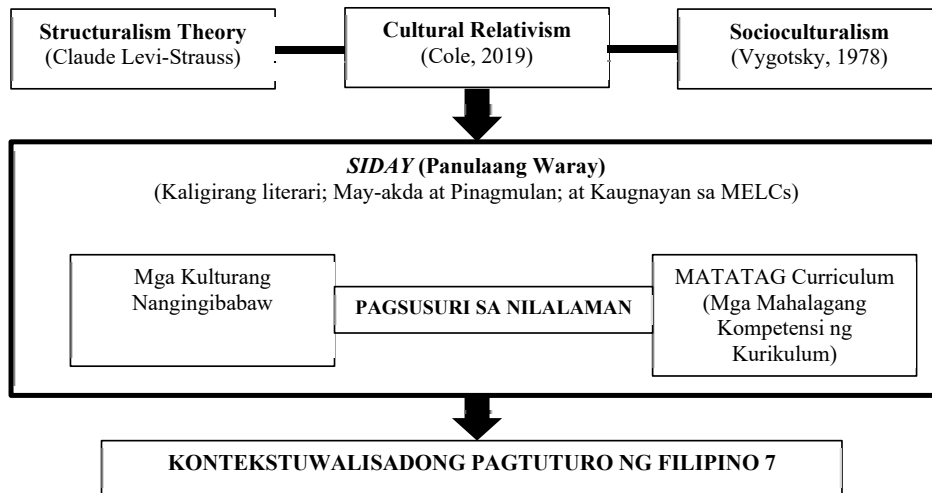 Structuralism Theory
(Claude Levi-Strauss)
Cultural Relativism
(Cole, 2019)
Socioculturalism
(Vygotsky, 1978)
SIDAY (Panulaang Waray)
(Kaligirang literari; May-akda at Pinagmulan; at Kaugnayan sa MELCs)
Mga Kulturang
Nangingibabaw
PAGSUSURI SA NILALAMAN
MATATAG Curriculum
(Mga Mahalagang
Kompetensi ng
Kurikulum)
KONTEKSTUWALISADONG PAGTUTURO NG FILIPINO 7